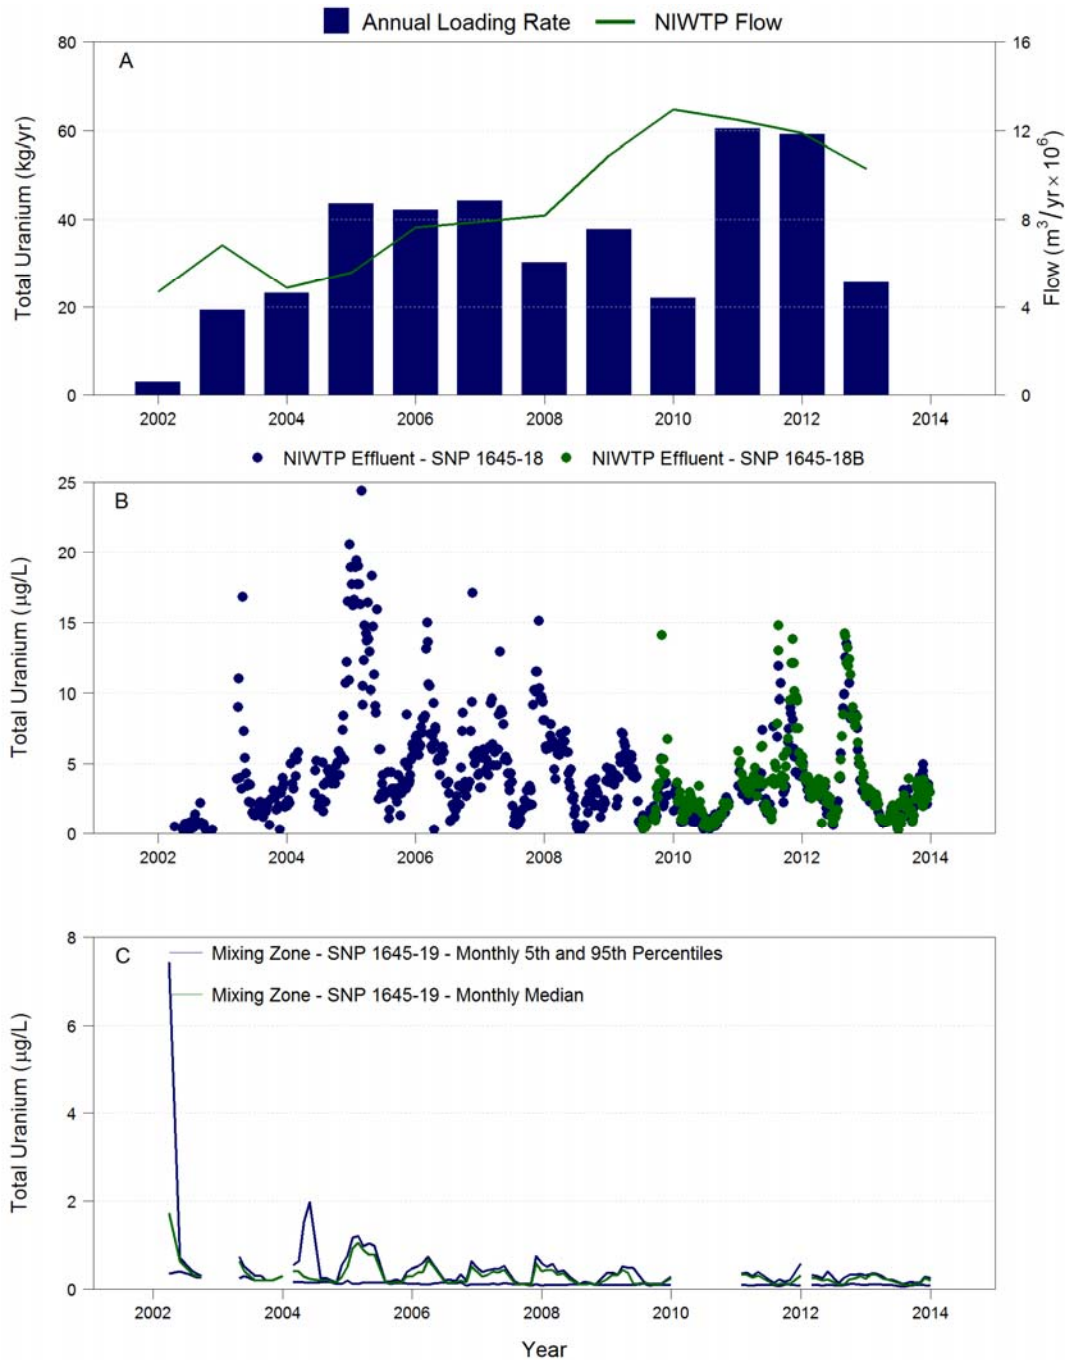 Annual Loading Rate NIWTP Flow
A
Total Uranium (kg/yr)
80
60
40
20
0
16
12
8
4
0
Flow (m³/yr × 10⁶)
2002 2004 2006 2008 2010 2012 2014
NIWTP Effluent - SNP 1645-18 NIWTP Effluent - SNP 1645-18B
B
Total Uranium (µg/L)
25
20
15
10
5
0
2002 2004 2006 2008 2010 2012 2014
C
Mixing Zone - SNP 1645-19 - Monthly 5th and 95th Percentiles
Mixing Zone - SNP 1645-19 - Monthly Median
Total Uranium (µg/L)
8
6
4
2
0
2002 2004 2006 2008 2010 2012 2014
Year